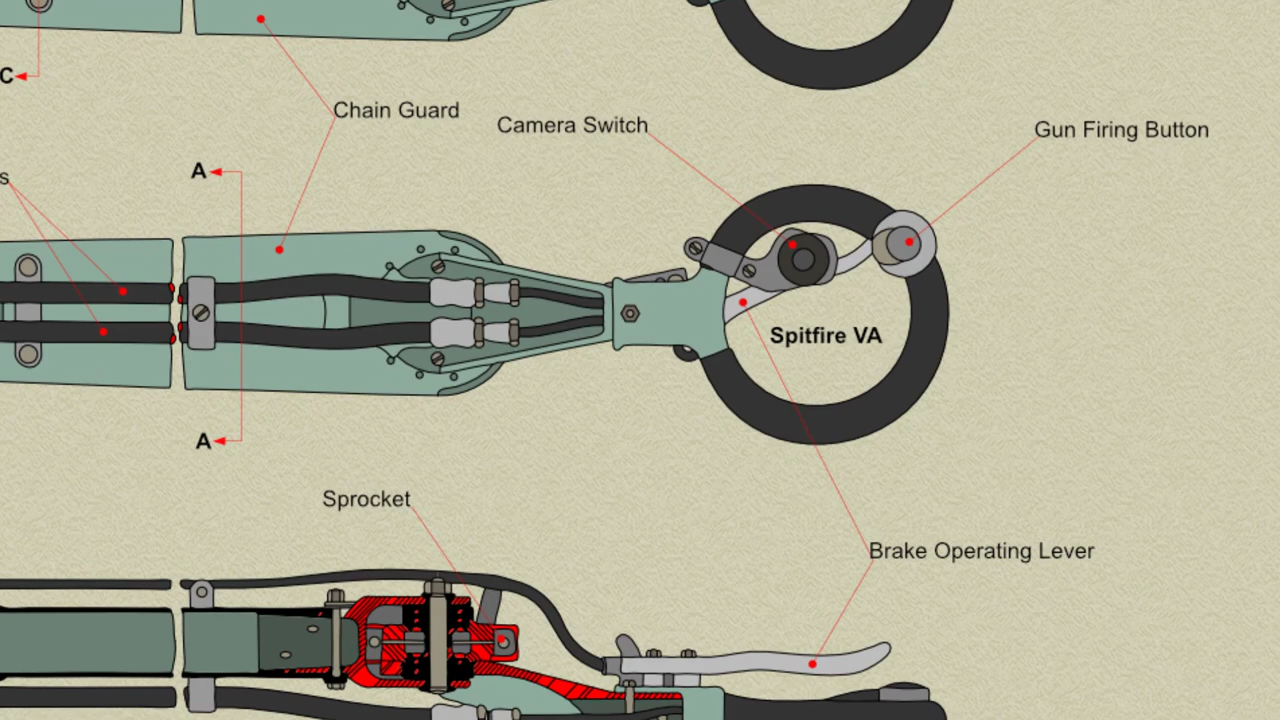 C
Chain Guard
Camera Switch
Gun Firing Button
A
s
Spitfire VA
A
Sprocket
Brake Operating Lever